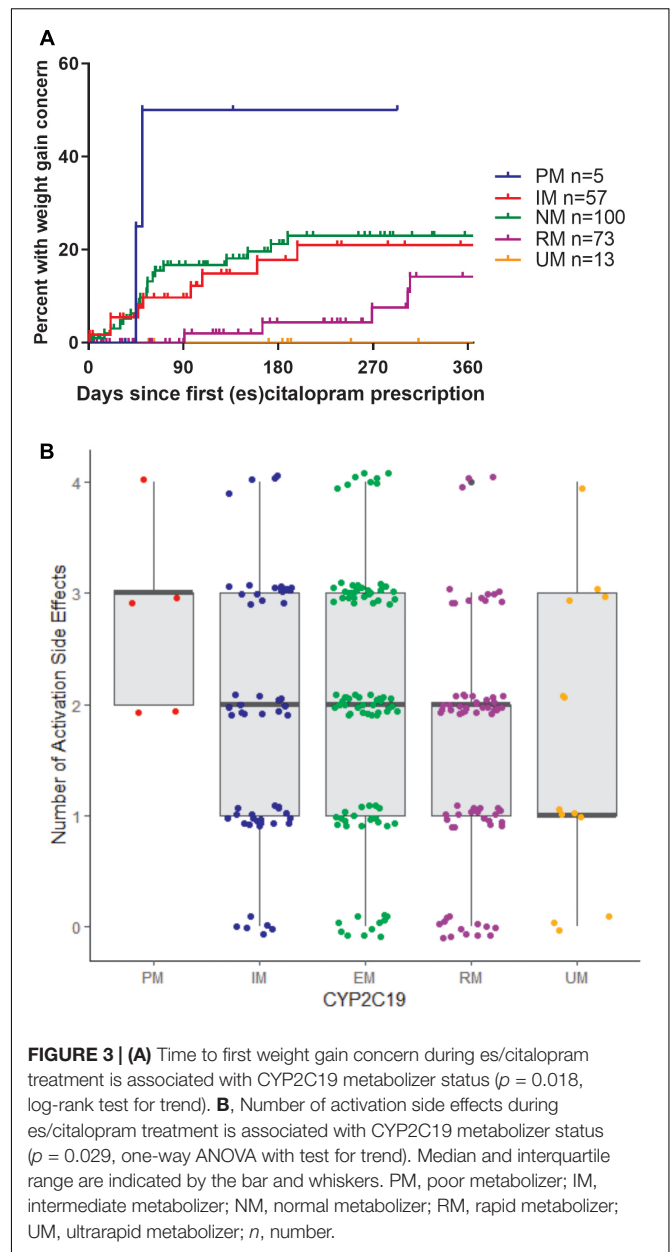 A
60
40
20
0
Percent with weight gain concern
0 90 180 270 360
Days since first (es)citalopram prescription
PM n=5
IM n=57
NM n=100
RM n=73
UM n=13
B
4
3
2
1
0
Number of Activation Side Effects
PM IM EM RM UM
CYP2C19
FIGURE 3 | (A) Time to first weight gain concern during es/citalopram
treatment is associated with CYP2C19 metabolizer status (p = 0.018,
log-rank test for trend). B, Number of activation side effects during
es/citalopram treatment is associated with CYP2C19 metabolizer status
(p = 0.029, one-way ANOVA with test for trend). Median and interquartile
range are indicated by the bar and whiskers. PM, poor metabolizer; IM,
intermediate metabolizer; NM, normal metabolizer; RM, rapid metabolizer;
UM, ultrarapid metabolizer; n, number.